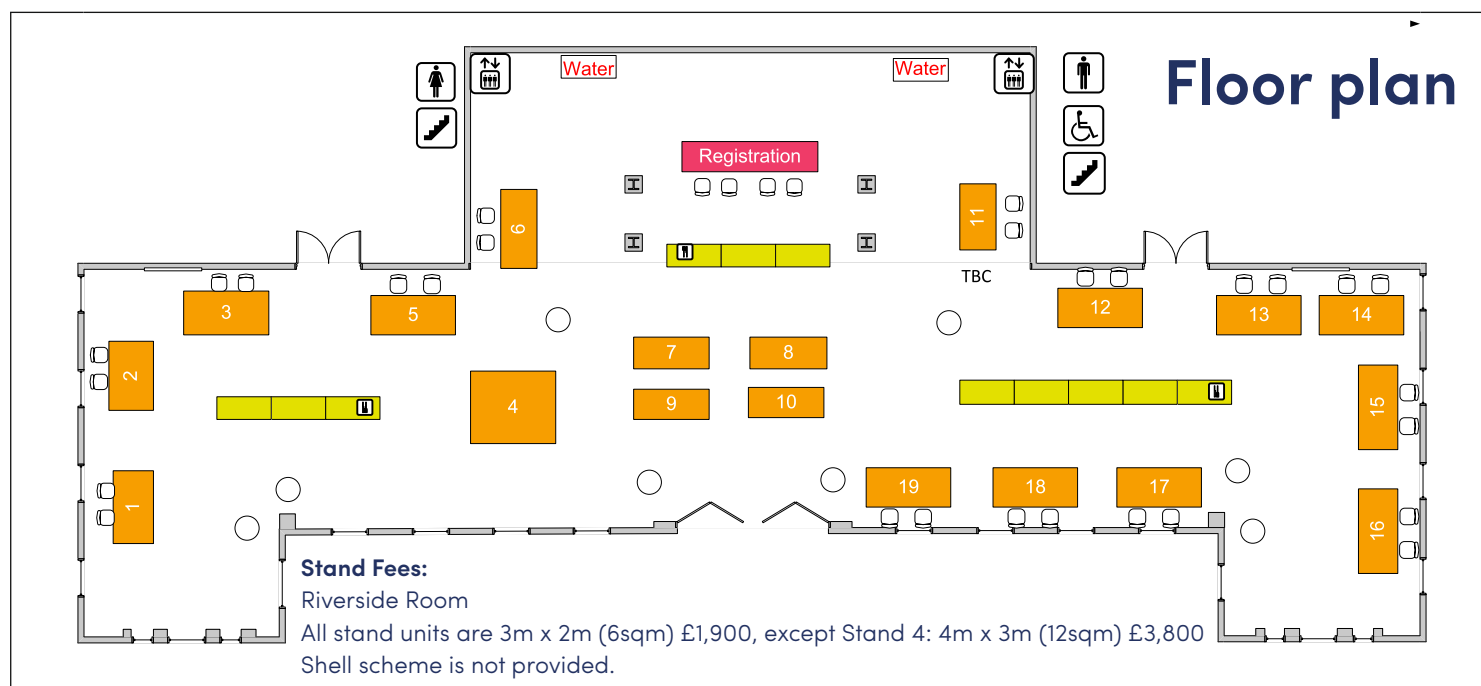 Floor plan
Water
Water
Registration
6
11
TBC
3
5
12
13
14
2
7
8
4
9
10
15
1
19
18
17
16
Stand Fees:
Riverside Room
All stand units are 3m x 2m (6sqm) £1,900, except Stand 4: 4m x 3m (12sqm) £3,800
Shell scheme is not provided.